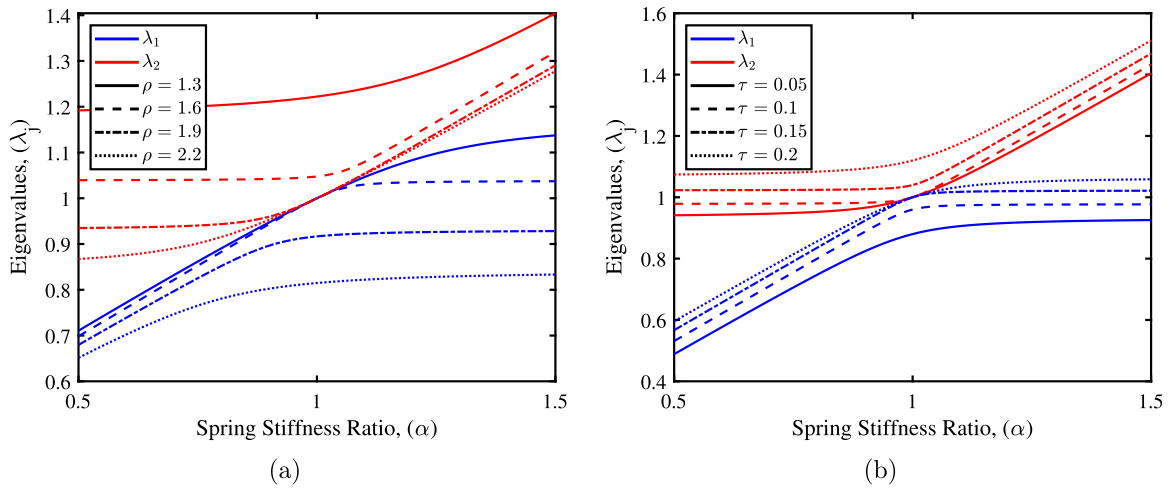 1.4
1.3
1.2
1.1
1
0.9
0.8
0.7
0.6
Eigenvalues, (λj)
λ1
λ2
ρ = 1.3
ρ = 1.6
ρ = 1.9
ρ = 2.2
0.5 1 1.5
Spring Stiffness Ratio, (α)
(a)
1.6
1.4
1.2
1
0.8
0.6
0.4
Eigenvalues, (λj)
λ1
λ2
τ = 0.05
τ = 0.1
τ = 0.15
τ = 0.2
0.5 1 1.5
Spring Stiffness Ratio, (α)
(b)